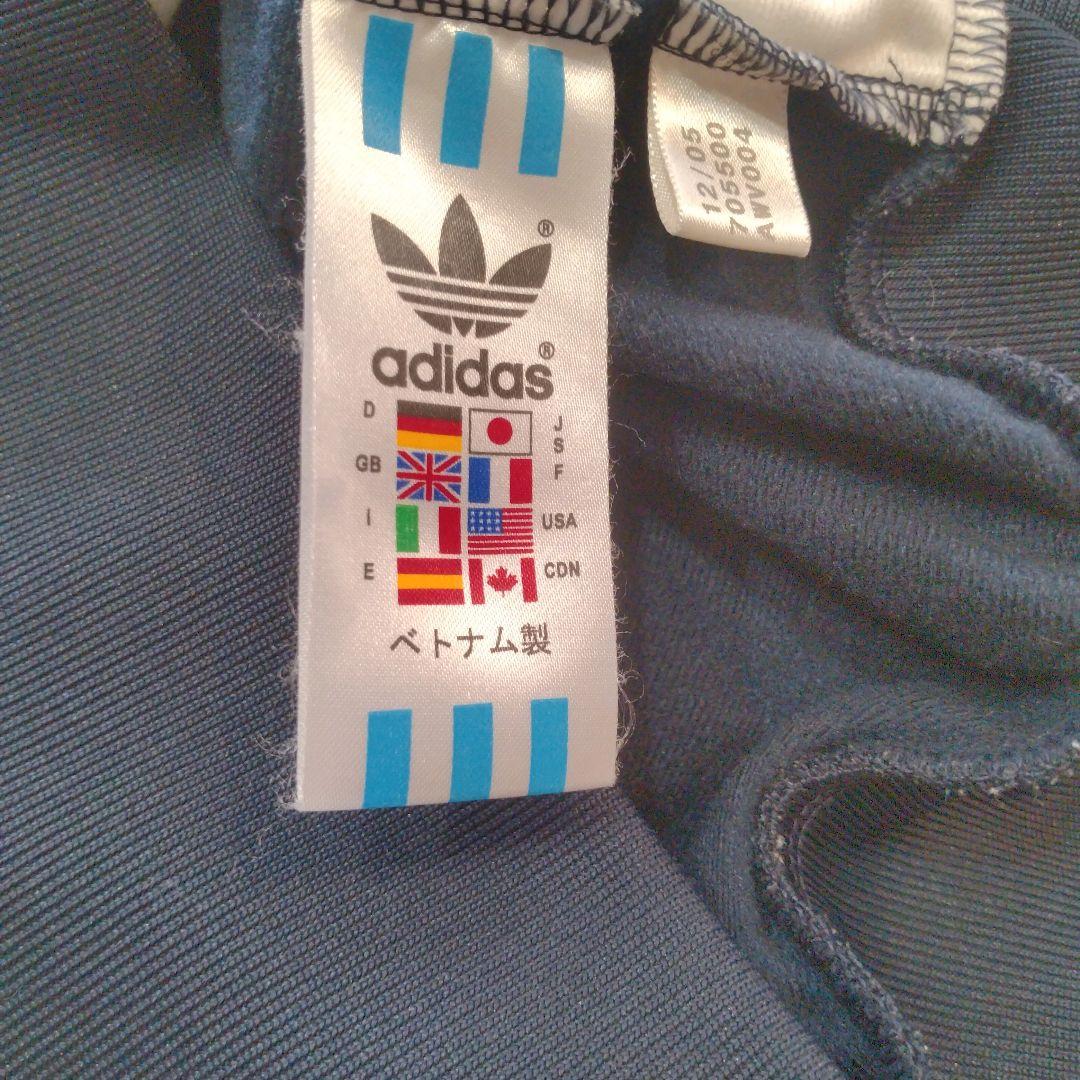 ®
adidas®
D
J
S
GB
F
I
USA
E
CDN
ベトナム製
12/05
705500
AWV004